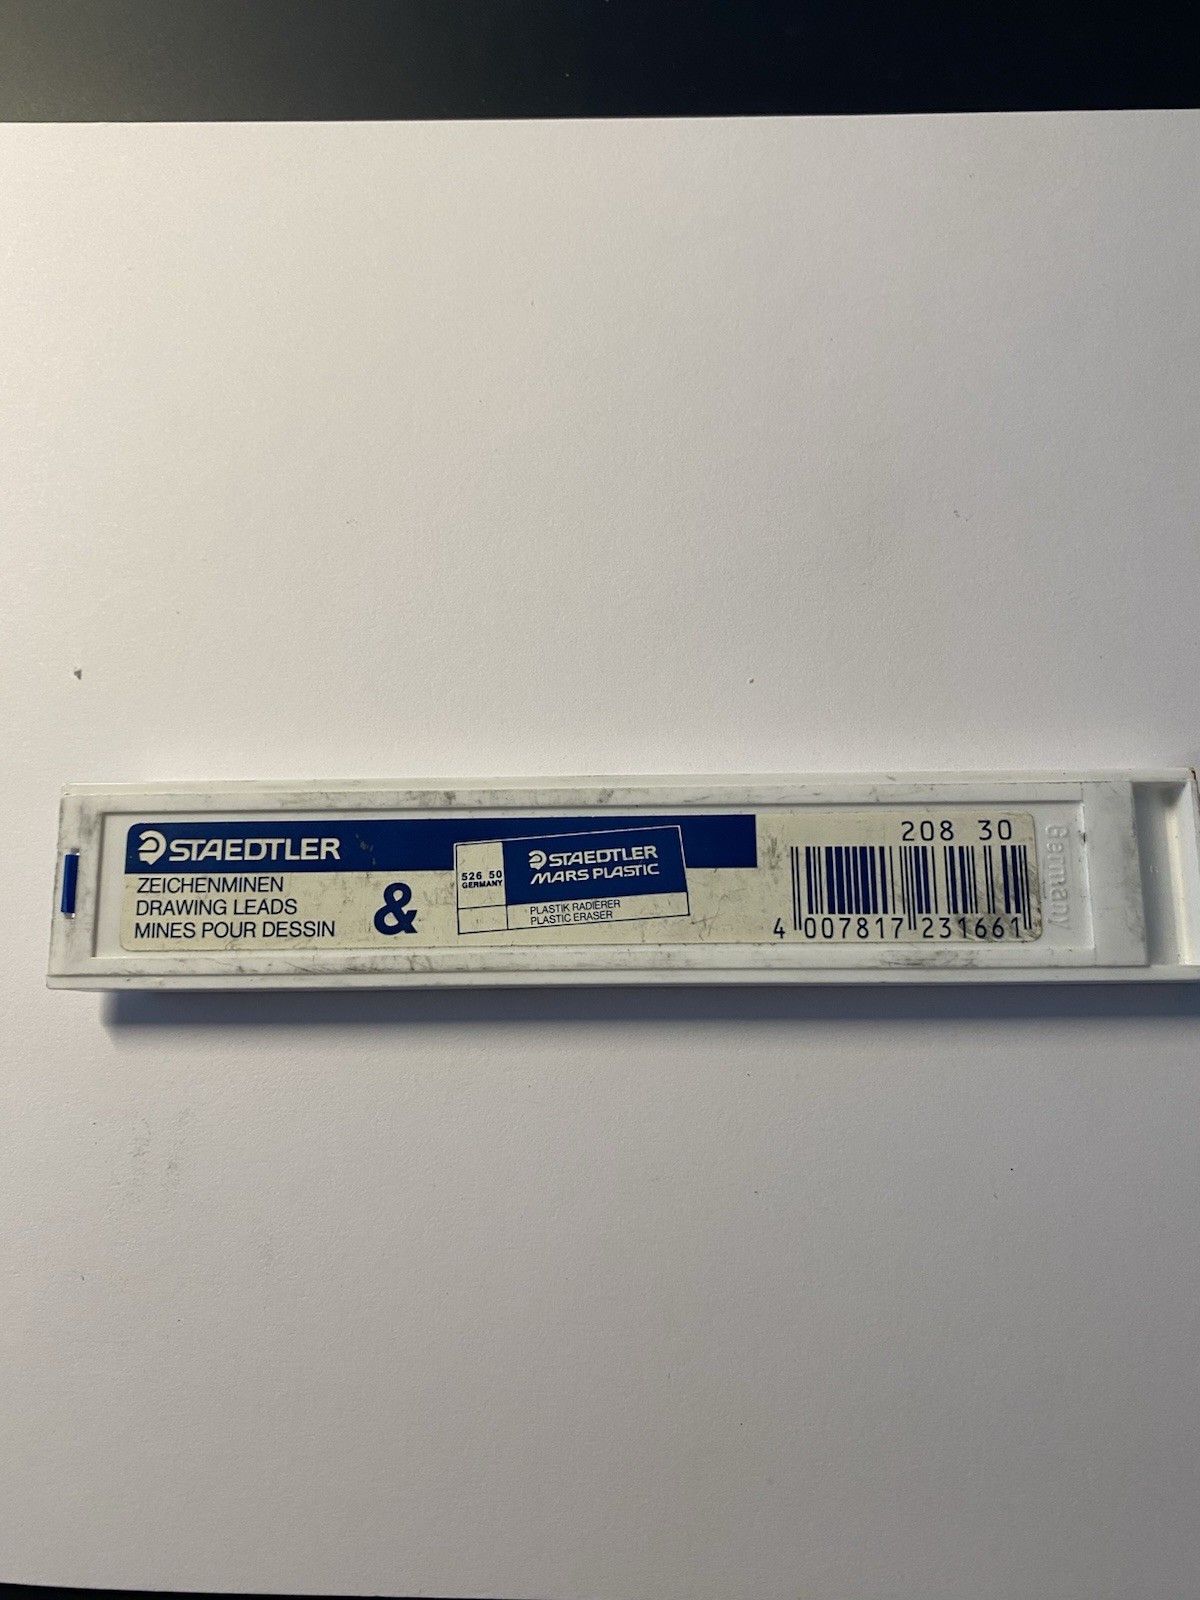 STAEDTLER
ZEICHENMINEN
DRAWING LEADS
MINES POUR DESSIN
&
526 50
GERMANY
STAEDTLER
MARS PLASTIC
PLASTIK RADIERER
PLASTIC ERASER
208 30
4 007817 231661
Germany